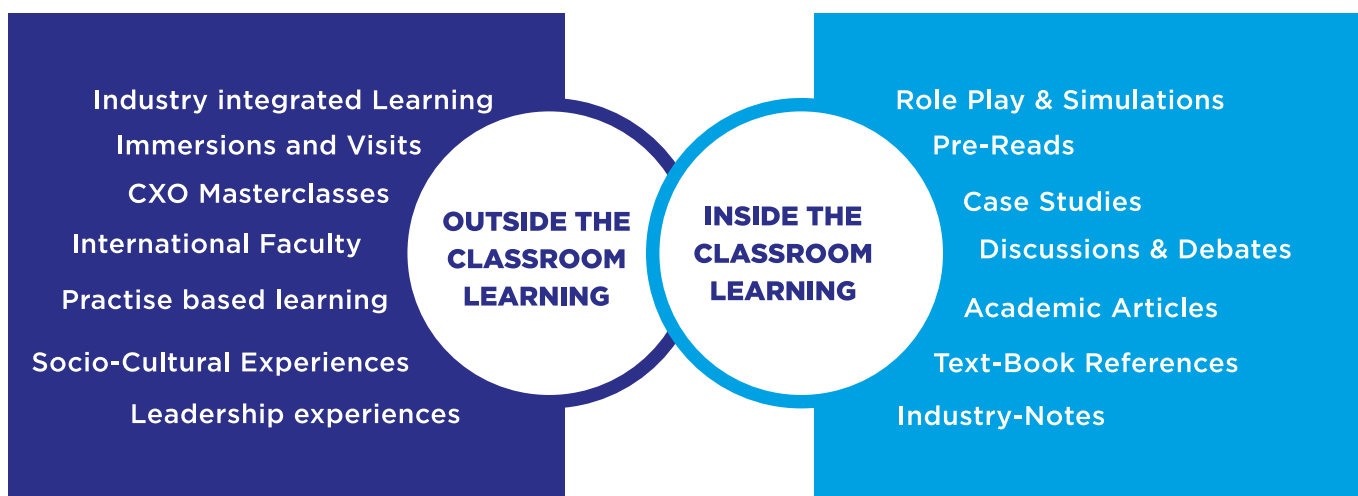 Industry integrated Learning
Immersions and Visits
CXO Masterclasses
International Faculty
Practise based learning
Socio-Cultural Experiences
Leadership experiences
OUTSIDE THE
CLASSROOM
LEARNING
INSIDE THE
CLASSROOM
LEARNING
Role Play & Simulations
Pre-Reads
Case Studies
Discussions & Debates
Academic Articles
Text-Book References
Industry-Notes